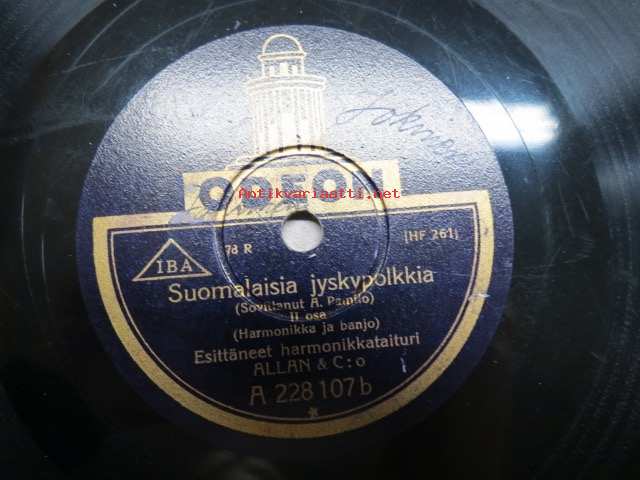 ODEON
Antikvariaatti.net
IBA
78 R
[HF 261]
Suomalaisia jyskypolkkia
(Sovittanut A. Pamilo)
II osa
(Harmonikka ja banjo)
Esittäneet harmonikkataituri
ALLAN & C:o
A 228 107 b